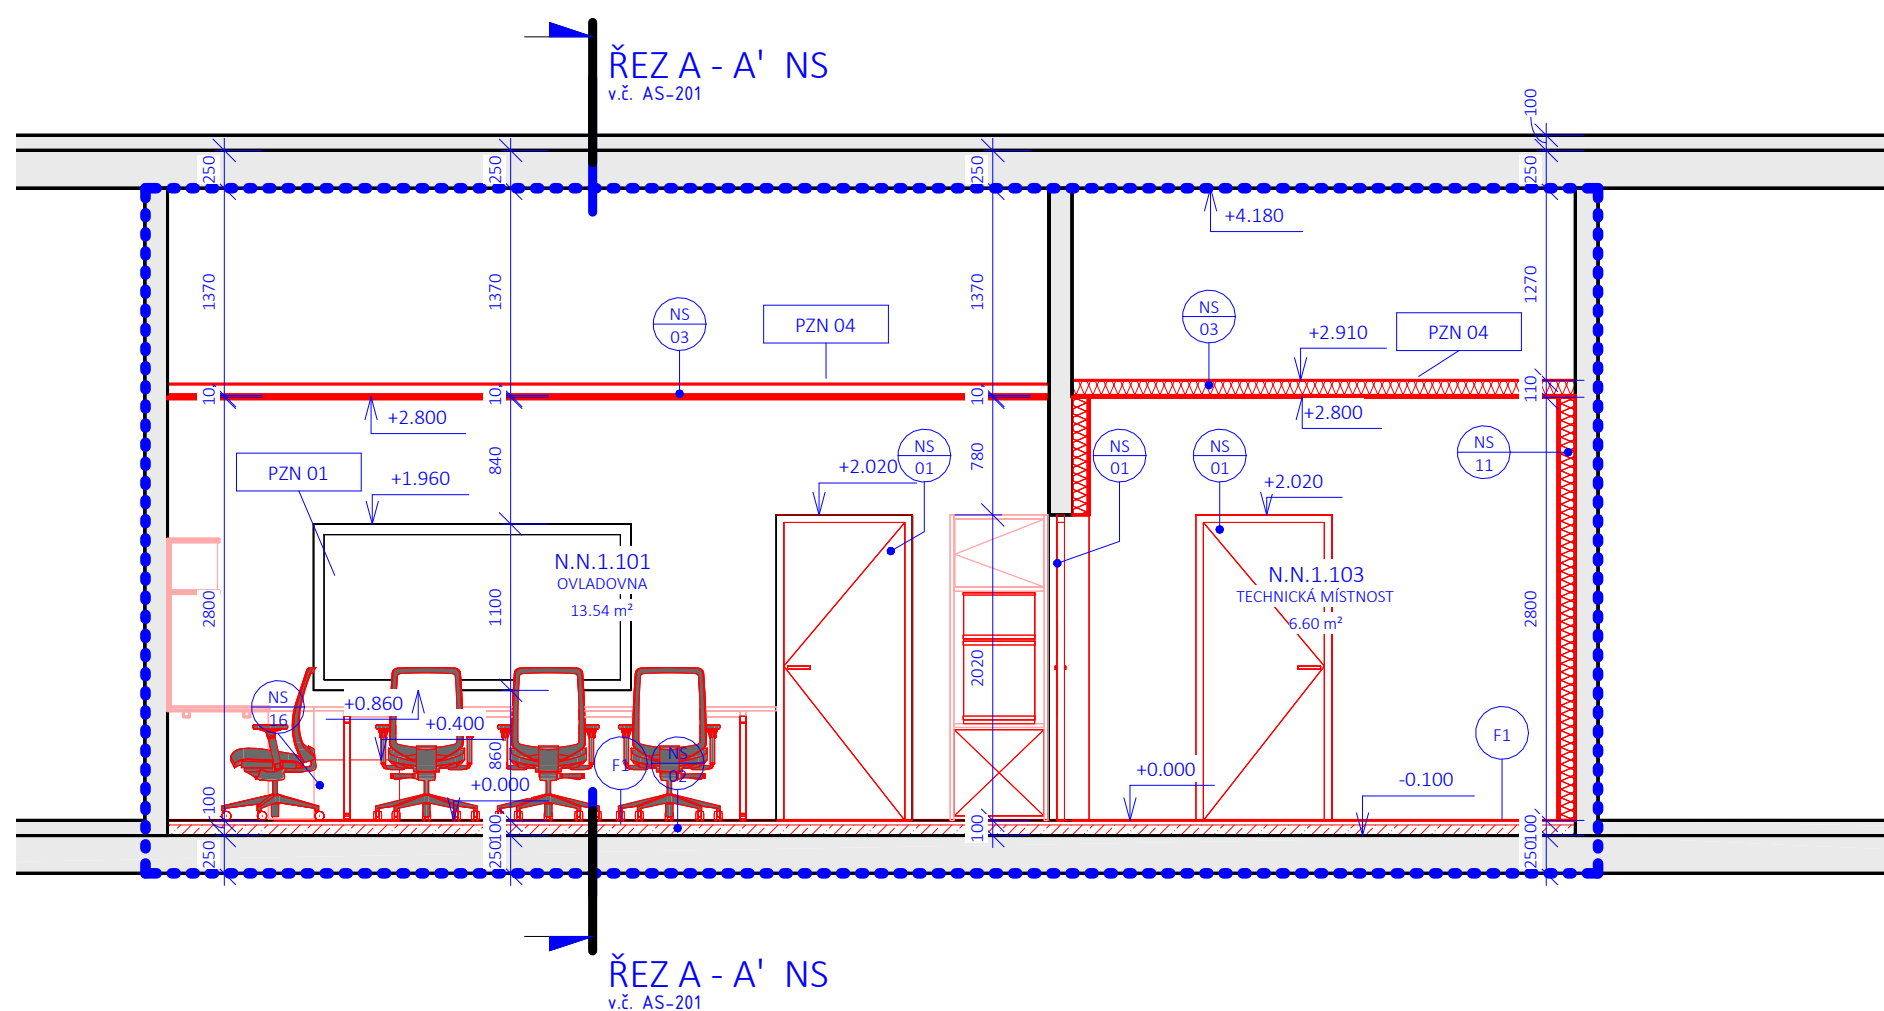 ŘEZ A - A' NS
v.č. AS-201
100
250
250
250
250
+4.180
1370
1370
1370
1270
NS
03
PZN 04
NS
03
+2.910
PZN 04
10
10
10
110
+2.800
+2.800
PZN 01
+1.960
840
+2.020
NS
01
780
NS
01
NS
01
+2.020
NS
11
N.N.1.101
OVLADOVNA
13.54 m²
N.N.1.103
TECHNICKÁ MÍSTNOST
6.60 m²
2800
1100
2020
2800
NS
16
+0.860
+0.400
860
F1
NS
02
F1
+0.000
+0.000
-0.100
100
250
100
250
100
100
250
ŘEZ A - A' NS
v.č. AS-201